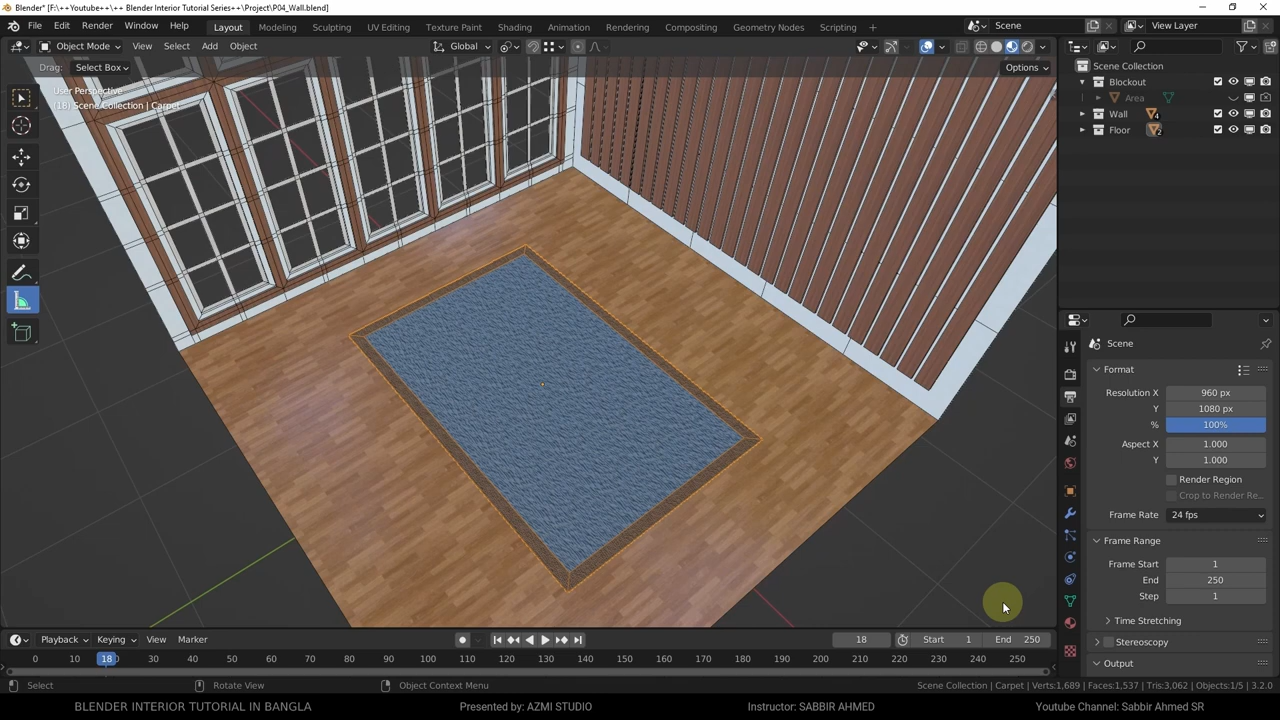 Blender* [F:\++Youtube\++ Blender Interior Tutorial Series++\Project\P04_Wall.blend]
File Edit Render Window Help Layout Modeling Sculpting UV Editing Texture Paint Shading Animation Rendering Compositing Geometry Nodes Scripting Scene View Layer
Object Mode View Select Add Object Global
Drag: Select Box Options
User Perspective
(18) Scene Collection | Carpet
Scene Collection
Blockout
Area
Wall 4
Floor 2
Scene
Format
Resolution X 960 px
Y 1080 px
% 100%
Aspect X 1.000
Y 1.000
Render Region
Crop to Render Re...
Frame Rate 24 fps
Frame Range
Frame Start 1
End 250
Step 1
Time Stretching
Stereoscopy
Output
Playback Keying View Marker 18 Start 1 End 250
0 10 18 30 40 50 60 70 80 90 100 110 120 130 140 150 160 170 180 190 200 210 220 230 240 250
Select Rotate View Object Context Menu Scene Collection | Carpet | Verts:1,689 | Faces:1,537 | Tris:3,062 | Objects:1/5 | 3.2.0
BLENDER INTERIOR TUTORIAL IN BANGLA Presented by: AZMI STUDIO Instructor: SABBIR AHMED Youtube Channel: Sabbir Ahmed SR